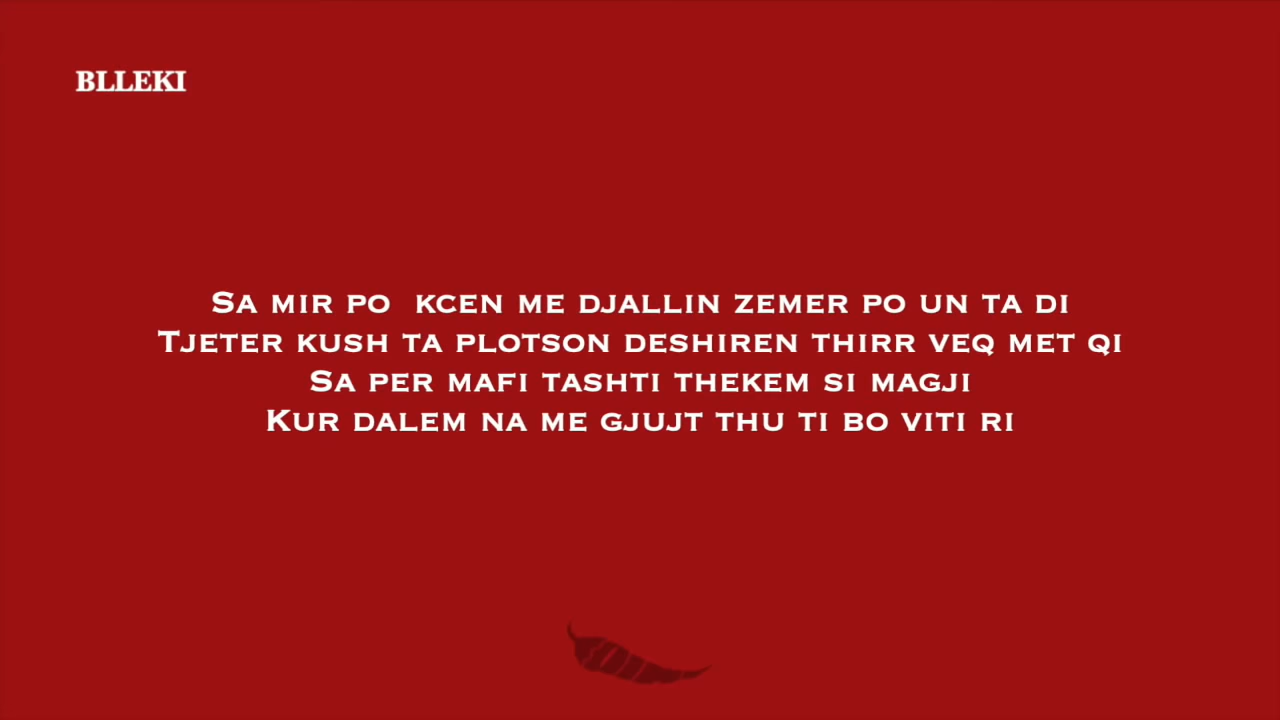 BLLEKI
Sa mir po kcen me djallin zemer po un ta di
Tjeter kush ta plotson deshiren thirr veq met qi
Sa per mafi tashti thekem si magji
Kur dalem na me gjujt thu ti bo viti ri